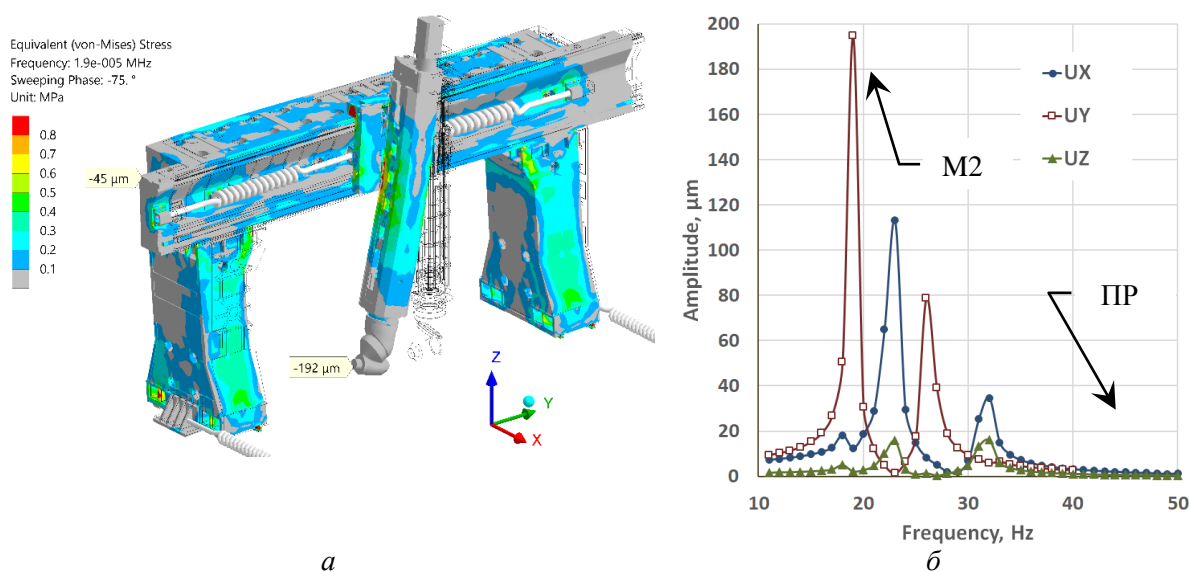 Equivalent (von-Mises) Stress
Frequency: 1.9e-005 MHz
Sweeping Phase: -75. °
Unit: MPa
0.8
0.7
0.6
0.5
0.4
0.3
0.2
0.1
-45 µm
-192 µm
Z
Y
X
а
200
180
160
140
120
100
80
60
40
20
0
Amplitude, µm
10
20
30
40
50
Frequency, Hz
UX
UY
UZ
М2
ПР
б